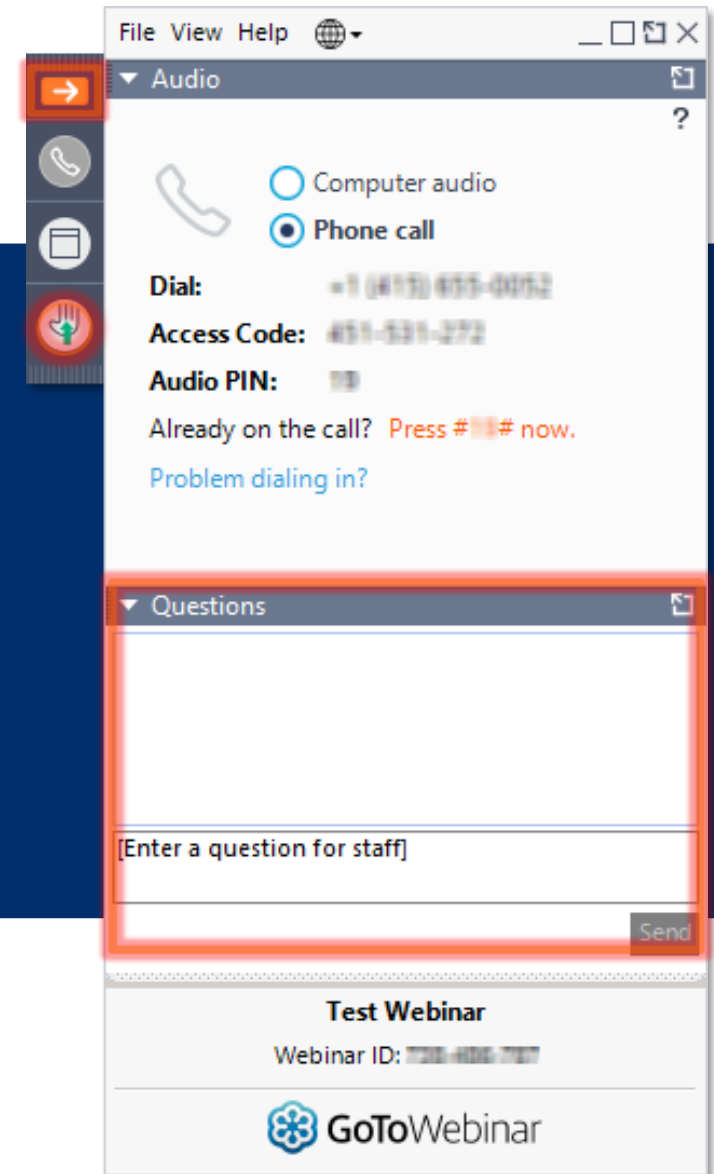 File View Help
Audio
?
Computer audio
Phone call
Dial:
Access Code:
Audio PIN:
Already on the call? Press # # now.
Problem dialing in?
Questions
[Enter a question for staff]
Send
Test Webinar
Webinar ID:
GoToWebinar